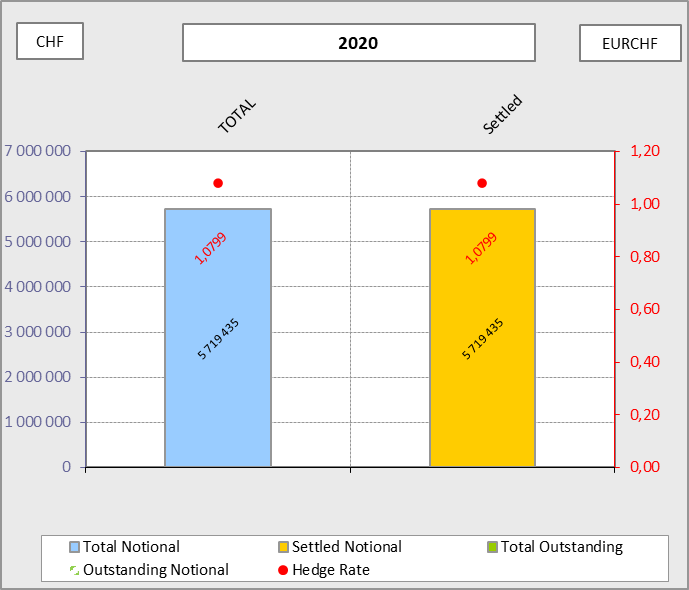 CHF
2020
EURCHF
TOTAL
Settled
7 000 000
1,20
6 000 000
1,00
5 000 000
1,0799
1,0799
0,80
4 000 000
0,60
3 000 000
5 719 435
5 719 435
0,40
2 000 000
0,20
1 000 000
0
0,00
Total Notional
Settled Notional
Total Outstanding
Outstanding Notional
Hedge Rate